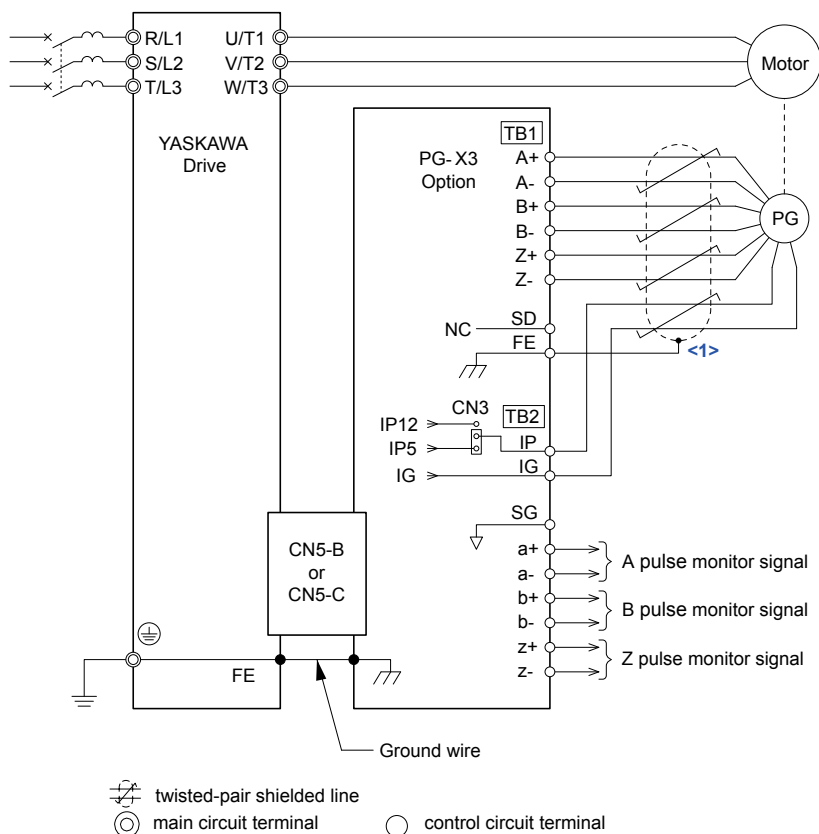 R/L1
S/L2
T/L3
U/T1
V/T2
W/T3
Motor
YASKAWA
Drive
PG- X3
Option
TB1
A+
A-
B+
B-
Z+
Z-
PG
NC
SD
FE
<1>
CN3
TB2
IP12
IP5
IG
IP
IG
SG
CN5-B
or
CN5-C
a+
a-
A pulse monitor signal
b+
b-
B pulse monitor signal
z+
z-
Z pulse monitor signal
FE
Ground wire
twisted-pair shielded line
main circuit terminal
control circuit terminal